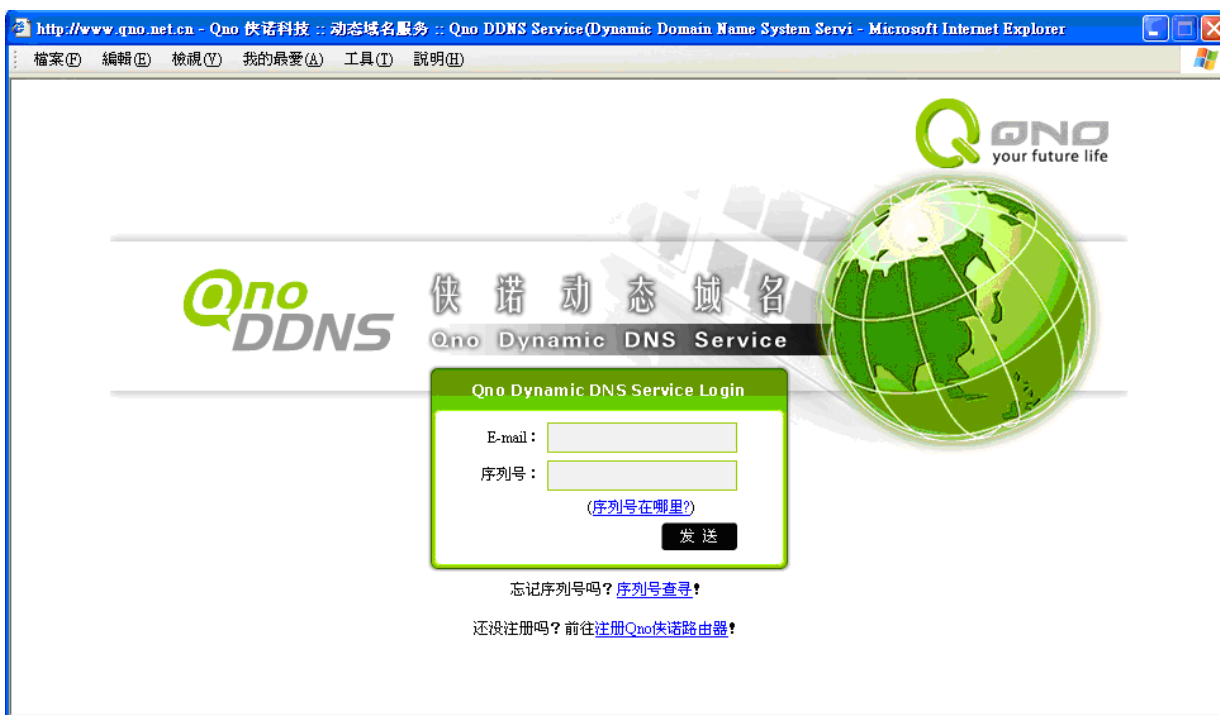 http://www.qno.net.cn - Qno 侠诺科技 :: 动态域名服务 :: Qno DDNS Service(Dynamic Domain Name System Servi - Microsoft Internet Explorer
檔案(F) 編輯(E) 檢視(V) 我的最愛(A) 工具(T) 說明(H)
QNO
your future life
Qno
DDNS
侠诺动态域名
Qno Dynamic DNS Service
Qno Dynamic DNS Service Login
E-mail：
序列号：
(序列号在哪里?)
发 送
忘记序列号吗? 序列号查寻!
还没注册吗? 前往注册Qno侠诺路由器!